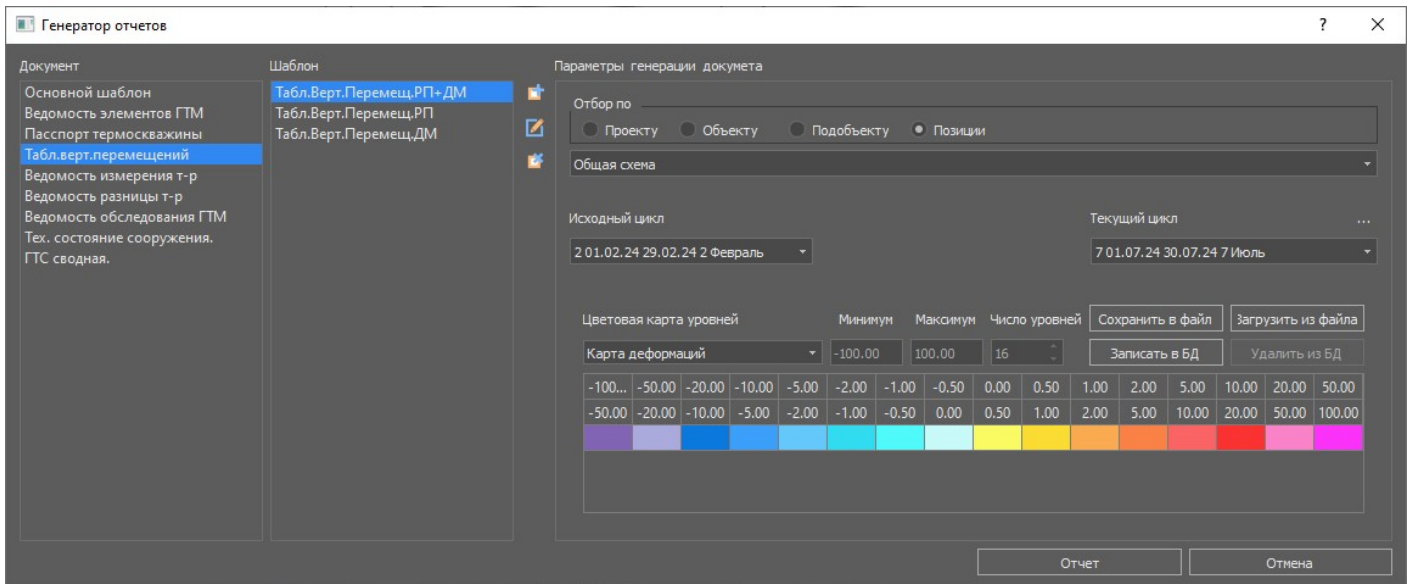 Генератор отчетов
?
Документ
Основной шаблон
Ведомость элементов ГТМ
Пасспорт термоскважины
Табл.верт.перемещений
Ведомость измерения т-р
Ведомость разницы т-р
Ведомость обследования ГТМ
Тех. состояние сооружения.
ГТС сводная.
Шаблон
Табл.Верт.Перемещ.РП+ДМ
Табл.Верт.Перемещ.РП
Табл.Верт.Перемещ.ДМ
Параметры генерации докумета
Отбор по
Проекту Объекту Подобъекту Позиции
Общая схема
Исходный цикл Текущий цикл ...
2 01.02.24 29.02.24 2 Февраль 7 01.07.24 30.07.24 7 Июль
Цветовая карта уровней Минимум Максимум Число уровней Сохранить в файл Загрузить из файла
Карта деформаций -100.00 100.00 16 Записать в БД Удалить из БД
-100... -50.00 -20.00 -10.00 -5.00 -2.00 -1.00 -0.50 0.00 0.50 1.00 2.00 5.00 10.00 20.00 50.00
-50.00 -20.00 -10.00 -5.00 -2.00 -1.00 -0.50 0.00 0.50 1.00 2.00 5.00 10.00 20.00 50.00 100.00
Отчет Отмена